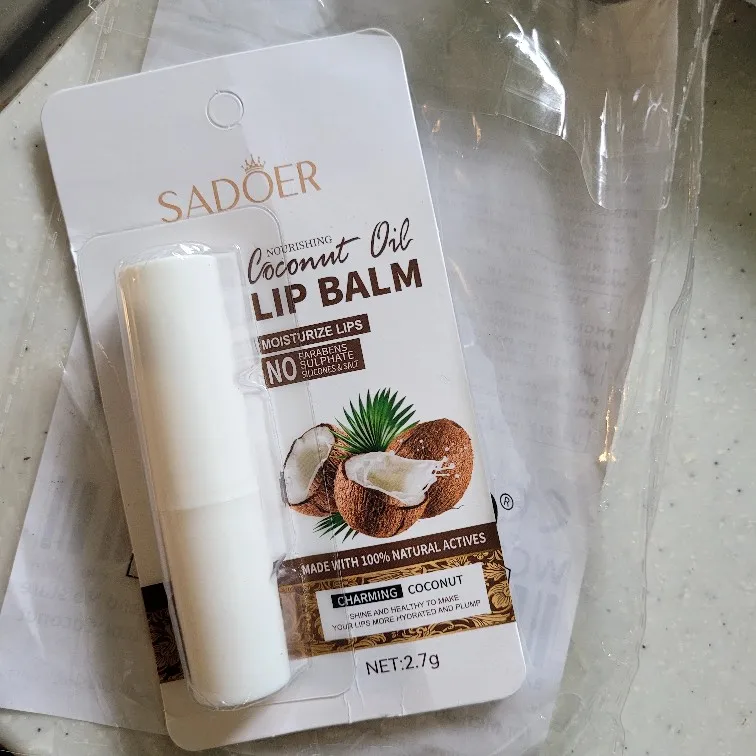 SADOER
NOURISHING
Coconut Oil
LIP BALM
MOISTURIZE LIPS
NO PARABENS
SULPHATE
SILICONES & SALT
MADE WITH 100% NATURAL ACTIVES
CHARMING COCONUT
SHINE AND HEALTHY TO MAKE
YOUR LIPS MORE HYDRATED AND PLUMP
NET:2.7g
®